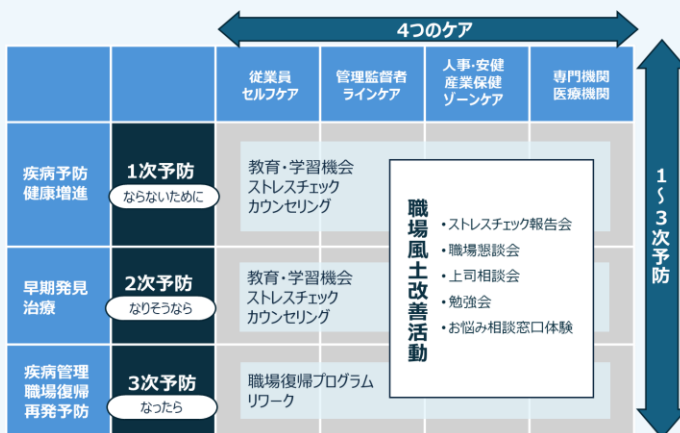 4つのケア
従業員
セルフケア
管理監督者
ラインケア
人事・安健
産業保健
ゾーンケア
専門機関
医療機関
疾病予防
健康増進
1次予防
ならないために
教育・学習機会
ストレスチェック
カウンセリング
早期発見
治療
2次予防
なりそうなら
教育・学習機会
ストレスチェック
カウンセリング
疾病管理
職場復帰
再発予防
3次予防
なったら
職場復帰プログラム
リワーク
職場風土改善活動
・ストレスチェック報告会
・職場懇談会
・上司相談会
・勉強会
・お悩み相談窓口体験
1～3次予防